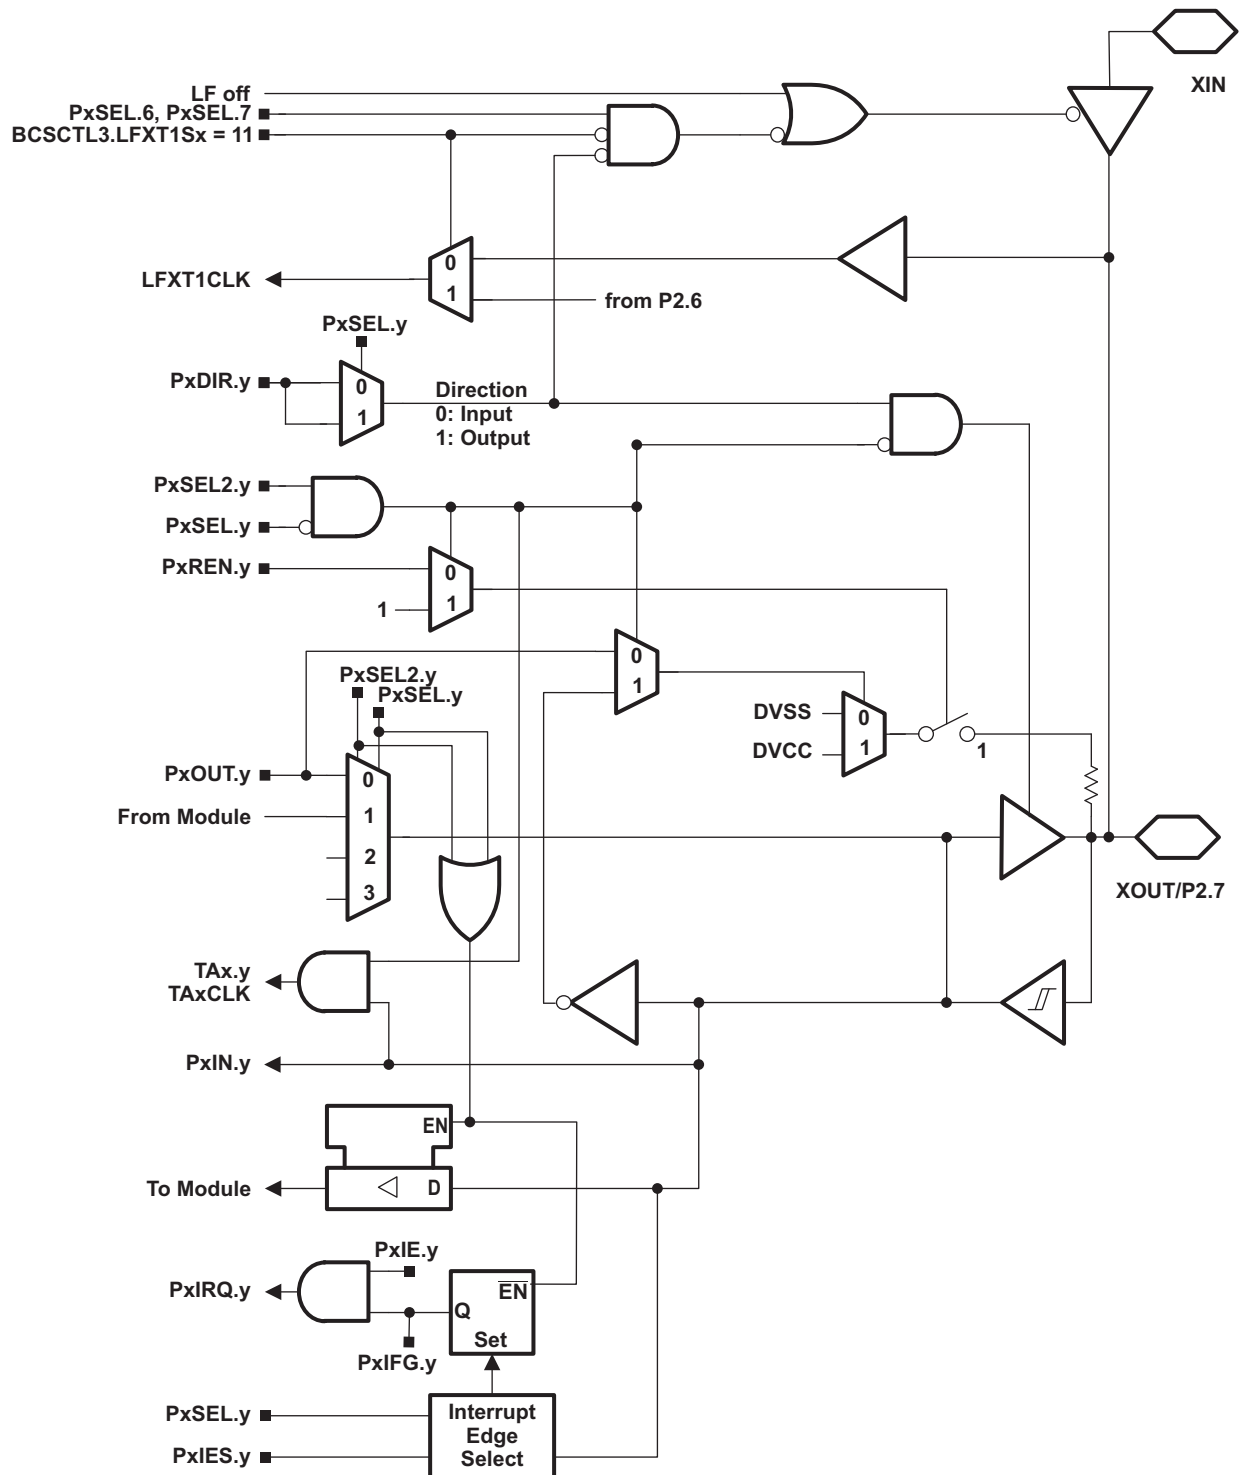 XIN
LF off
PxSEL.6, PxSEL.7
BCSCTL3.LFXT1Sx = 11
LFXT1CLK
0
1
from P2.6
PxSEL.y
PxDIR.y
0
1
Direction
0: Input
1: Output
PxSEL2.y
PxSEL.y
PxREN.y
0
1
1
0
1
PxSEL2.y
PxSEL.y
DVSS
DVCC
0
1
1
PxOUT.y
From Module
0
1
2
3
XOUT/P2.7
TAx.y
TAxCLK
PxIN.y
EN
To Module
D
PxIE.y
PxIRQ.y
EN
Q
Set
PxIFG.y
PxSEL.y
PxIES.y
Interrupt
Edge
Select